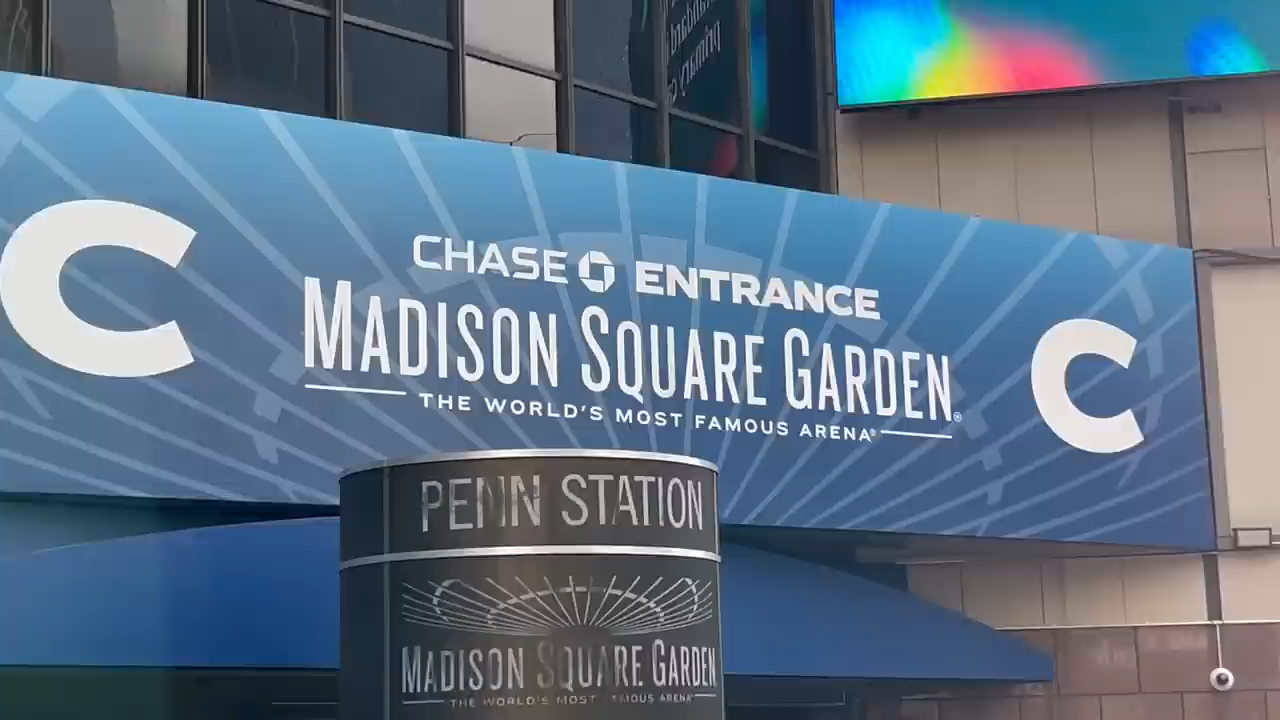 C
CHASE ENTRANCE
MADISON SQUARE GARDEN®
THE WORLD'S MOST FAMOUS ARENA®
C
PENN STATION
MADISON SQUARE GARDEN
THE WORLD'S MOST FAMOUS ARENA